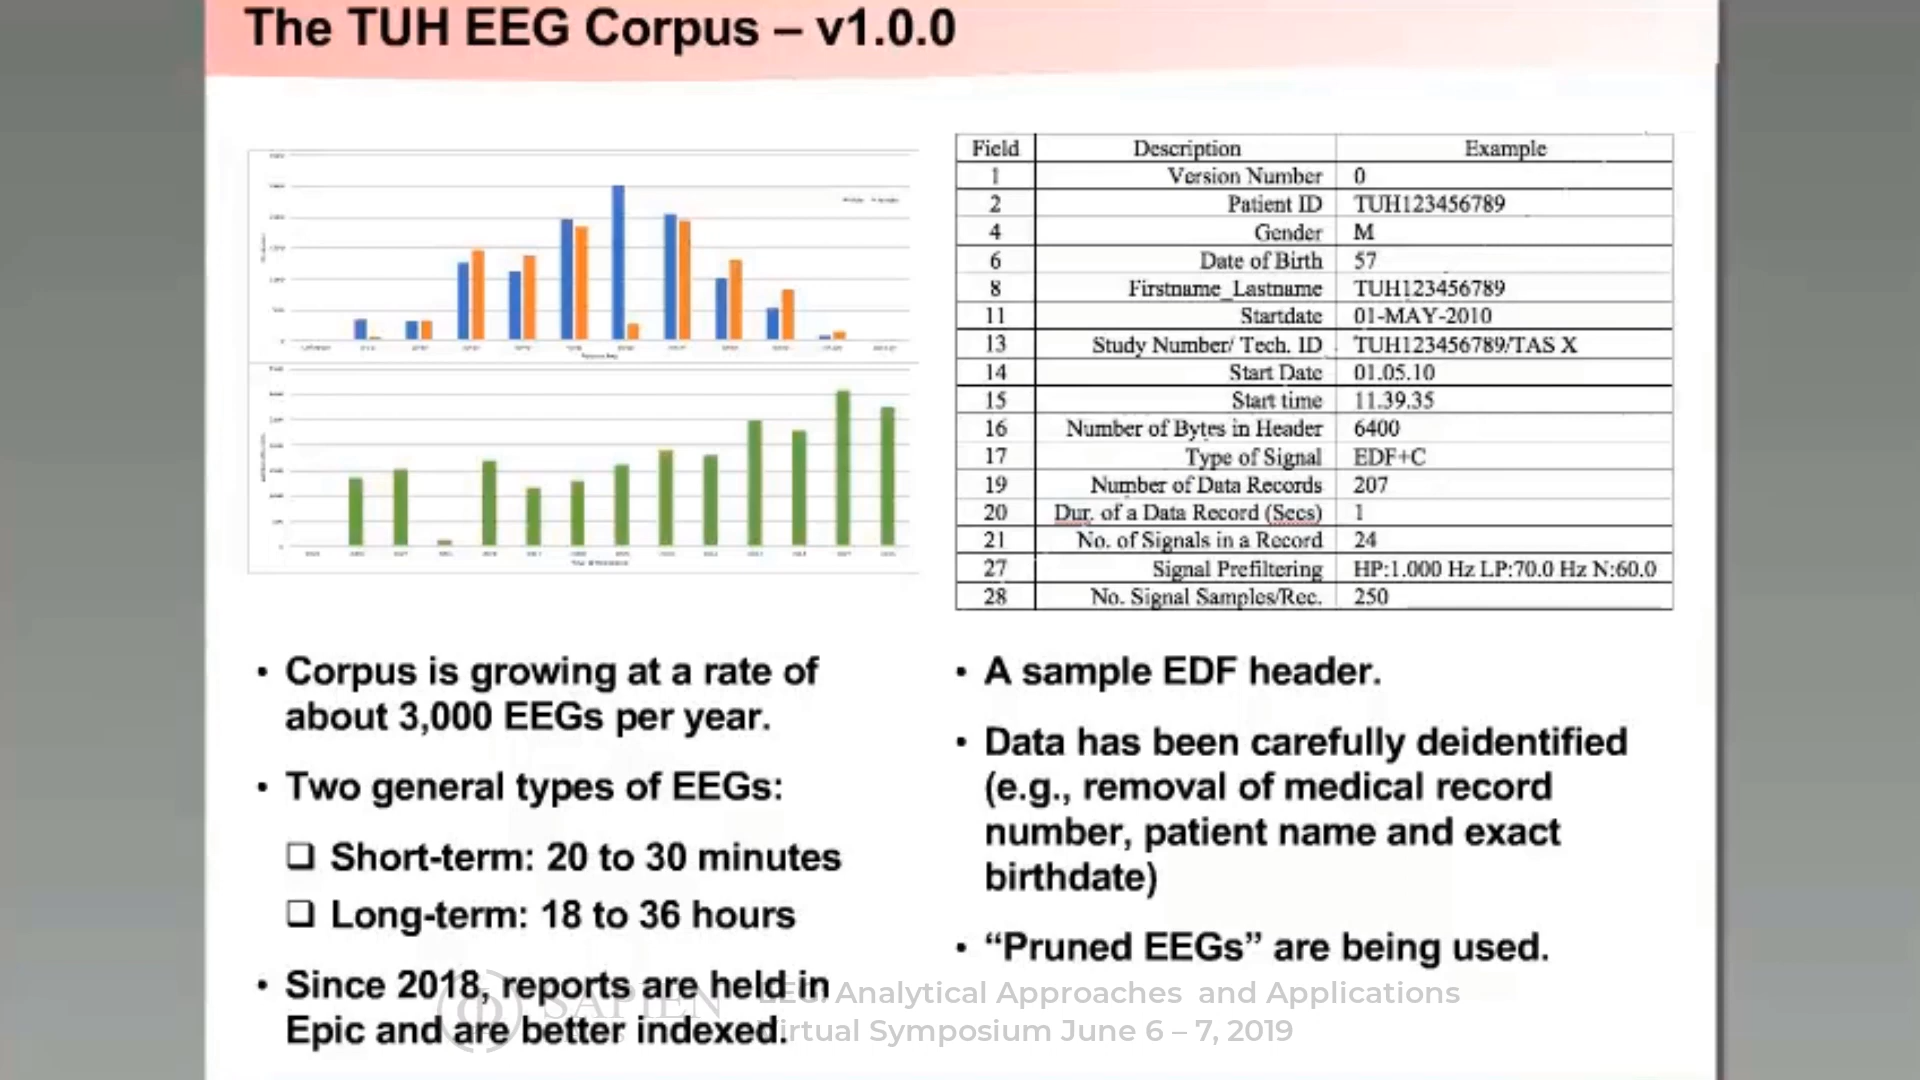 The TUH EEG Corpus – v1.0.0
Field Description Example
1 Version Number 0
2 Patient ID TUH123456789
4 Gender M
6 Date of Birth 57
8 Firstname_Lastname TUH123456789
11 Startdate 01-MAY-2010
13 Study Number/ Tech. ID TUH123456789/TAS X
14 Start Date 01.05.10
15 Start time 11.39.35
16 Number of Bytes in Header 6400
17 Type of Signal EDF+C
19 Number of Data Records 207
20 Dur. of a Data Record (Secs) 1
21 No. of Signals in a Record 24
27 Signal Prefiltering HP:1.000 Hz LP:70.0 Hz N:60.0
28 No. Signal Samples/Rec. 250
• Corpus is growing at a rate of
about 3,000 EEGs per year.
• Two general types of EEGs:
❑ Short-term: 20 to 30 minutes
❑ Long-term: 18 to 36 hours
• Since 2018, reports are held in
Epic and are better indexed.
• A sample EDF header.
• Data has been carefully deidentified
(e.g., removal of medical record
number, patient name and exact
birthdate)
• “Pruned EEGs” are being used.
SAPIEN
EEG Analytical Approaches and Applications
Virtual Symposium June 6 – 7, 2019